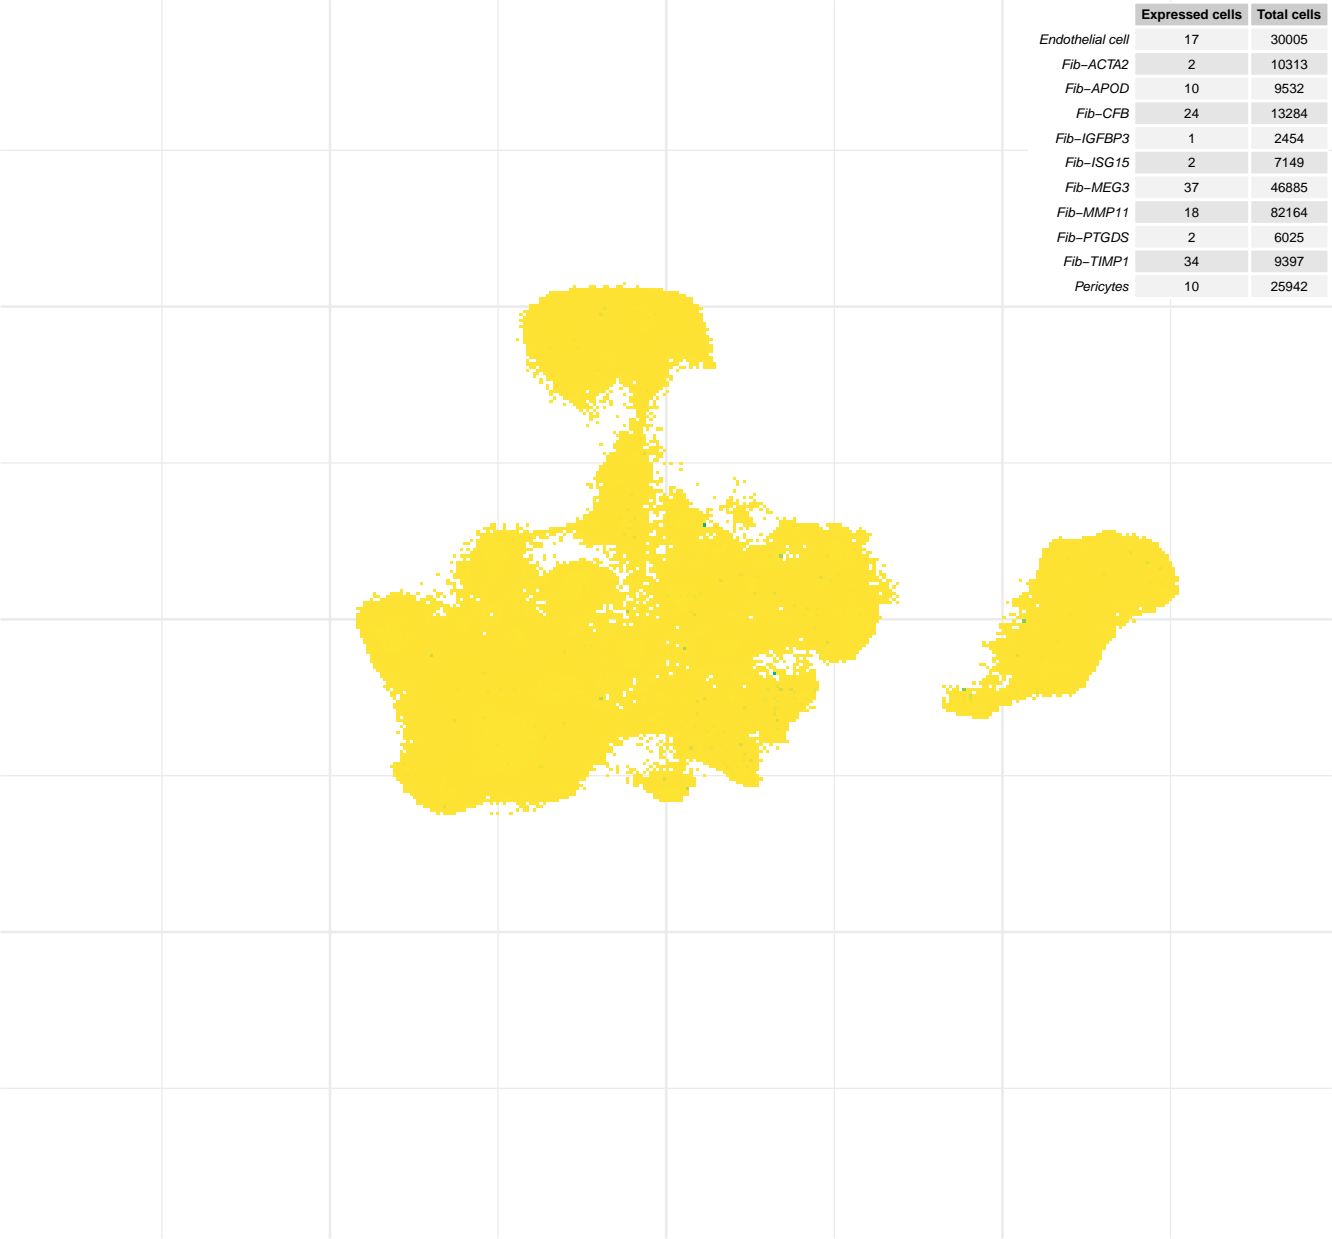 Expressed cells Total cells
Endothelial cell 17 30005
Fib−ACTA2 2 10313
Fib−APOD 10 9532
Fib−CFB 24 13284
Fib−IGFBP3 1 2454
Fib−ISG15 2 7149
Fib−MEG3 37 46885
Fib−MMP11 18 82164
Fib−PTGDS 2 6025
Fib−TIMP1 34 9397
Pericytes 10 25942